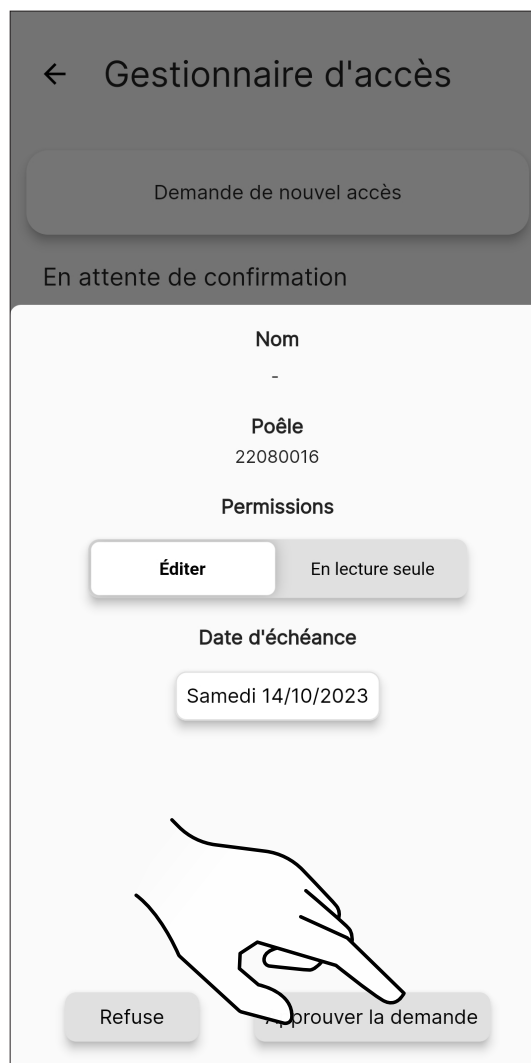 Gestionnaire d'accès
Demande de nouvel accès
En attente de confirmation
Nom
-
Poêle
22080016
Permissions
Éditer En lecture seule
Date d'échéance
Samedi 14/10/2023
Refuse Approuver la demande